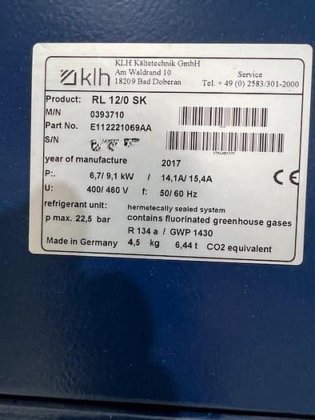 klh
KLH Kältetechnik GmbH
Am Waldrand 10
18209 Bad Doberan
Service
Tel. + 49 (0) 2583/301-2000
Product: RL 12/0 SK
M/N 0393710
Part No. E112221069AA
S/N
year of manufacture 2017
P: 6,7/ 9,1 kW / 14,1A/ 15,4A
U: 400/ 460 V f: 50/ 60 Hz
CE
refrigerant unit: hermetecally sealed system
p max. 22,5 bar contains fluorinated greenhouse gases
R 134 a / GWP 1430
Made in Germany 4,5 kg 6,44 t CO2 equivalent